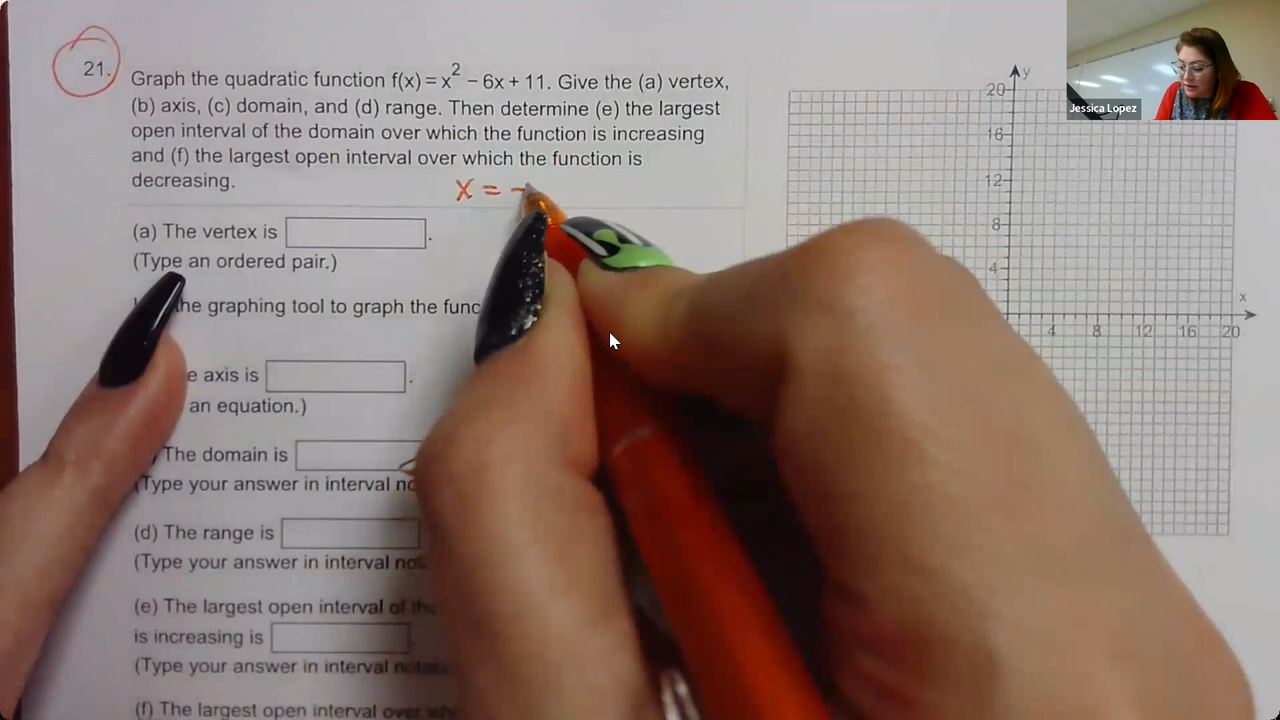 21. Graph the quadratic function f(x) = x² − 6x + 11. Give the (a) vertex,
(b) axis, (c) domain, and (d) range. Then determine (e) the largest
open interval of the domain over which the function is increasing
and (f) the largest open interval over which the function is
decreasing.
x = -
(a) The vertex is
.
(Type an ordered pair.)
the graphing tool to graph the func
axis is
.
an equation.)
The domain is
(Type your answer in interval
(d) The range is
(Type your answer in interval
(e) The largest open interval of the
is increasing is
(Type your answer in interval
(f) The largest open interval over
y
20
16
12
8
4
x
4 8 12 16 20
Jessica Lopez